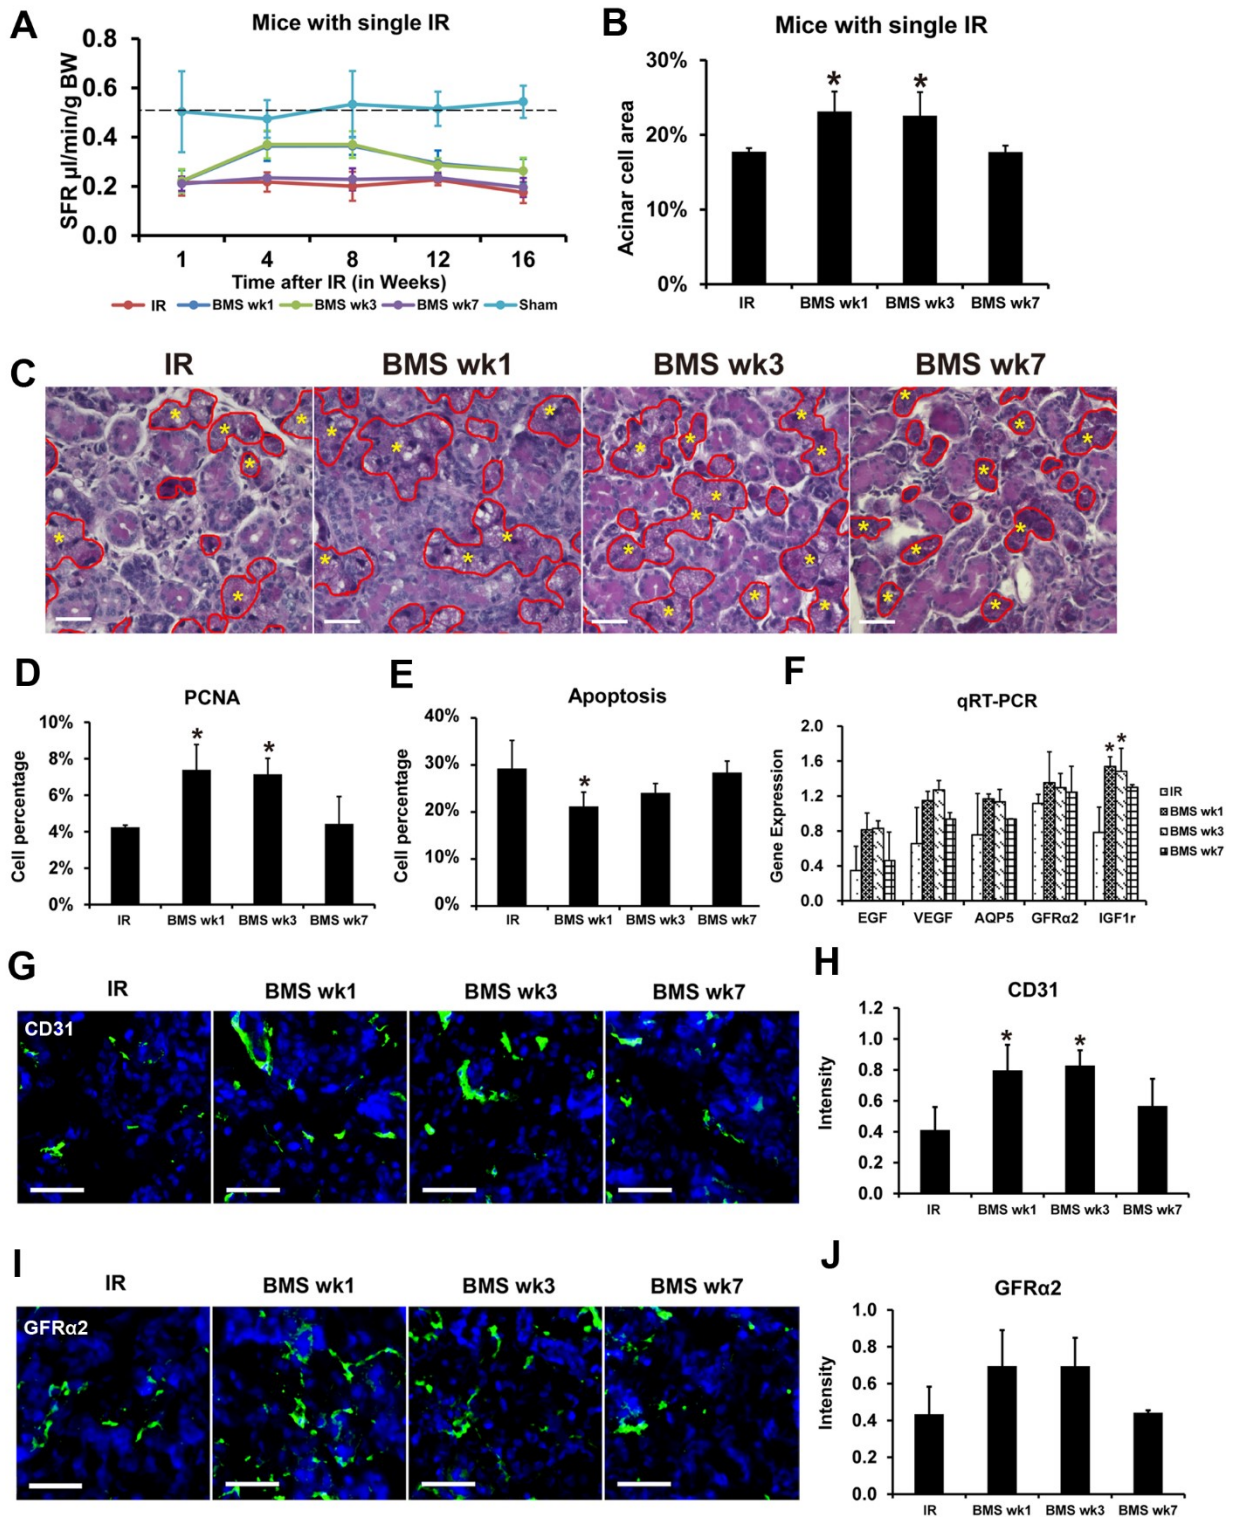 A
Mice with single IR
SFR µl/min/g BW
0.8
0.6
0.4
0.2
0.0
1 4 8 12 16
Time after IR (in Weeks)
IR BMS wk1 BMS wk3 BMS wk7 Sham
B
Mice with single IR
Acinar cell area
30%
20%
10%
0%
* *
IR BMS wk1 BMS wk3 BMS wk7
C
IR BMS wk1 BMS wk3 BMS wk7
D
PCNA
Cell percentage
10%
8%
6%
4%
2%
0%
* *
IR BMS wk1 BMS wk3 BMS wk7
E
Apoptosis
Cell percentage
40%
30%
20%
10%
0%
*
IR BMS wk1 BMS wk3 BMS wk7
F
qRT-PCR
Gene Expression
2.0
1.6
1.2
0.8
0.4
0.0
* *
EGF VEGF AQP5 GFRα2 IGF1r
IR
BMS wk1
BMS wk3
BMS wk7
G
IR BMS wk1 BMS wk3 BMS wk7
CD31
H
CD31
Intensity
1.2
1.0
0.8
0.6
0.4
0.2
0.0
* *
IR BMS wk1 BMS wk3 BMS wk7
I
IR BMS wk1 BMS wk3 BMS wk7
GFRα2
J
GFRα2
Intensity
1.0
0.8
0.6
0.4
0.2
0.0
IR BMS wk1 BMS wk3 BMS wk7